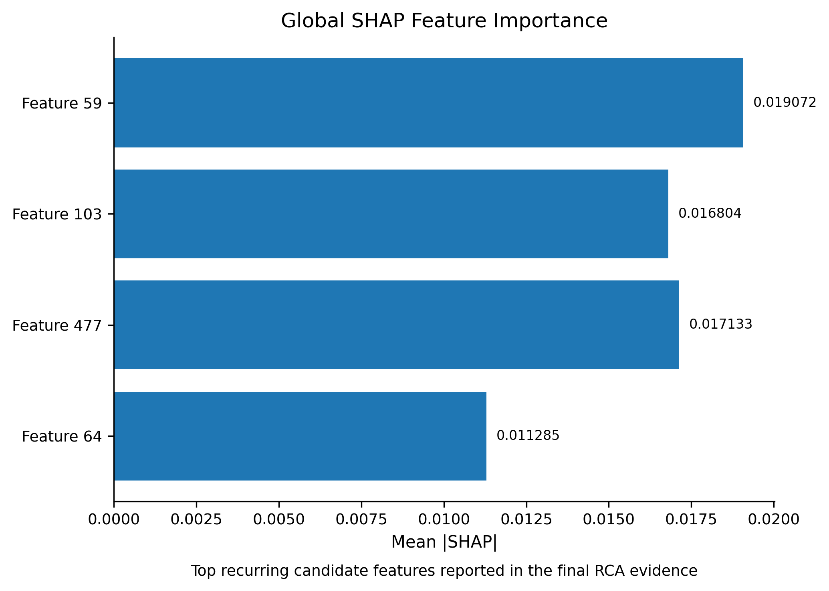 Global SHAP Feature Importance
Feature 59
0.019072
Feature 103
0.016804
Feature 477
0.017133
Feature 64
0.011285
0.0000 0.0025 0.0050 0.0075 0.0100 0.0125 0.0150 0.0175 0.0200
Mean |SHAP|
Top recurring candidate features reported in the final RCA evidence